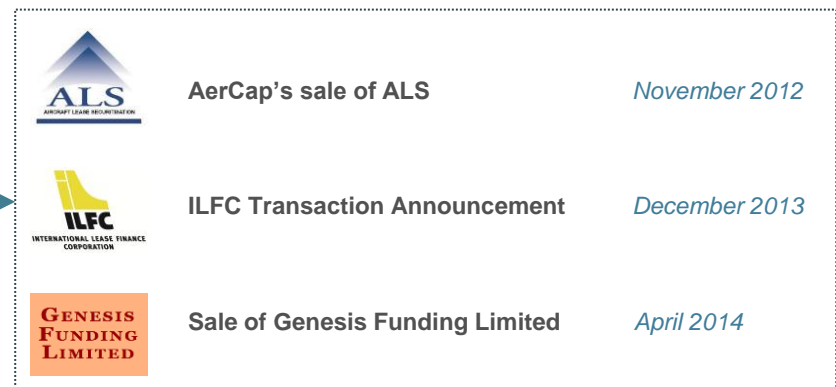 ALS
AIRCRAFT LEASE SECURITISATION
AerCap's sale of ALS
November 2012
ILFC
INTERNATIONAL LEASE FINANCE
CORPORATION
ILFC Transaction Announcement
December 2013
GENESIS
FUNDING
LIMITED
Sale of Genesis Funding Limited
April 2014